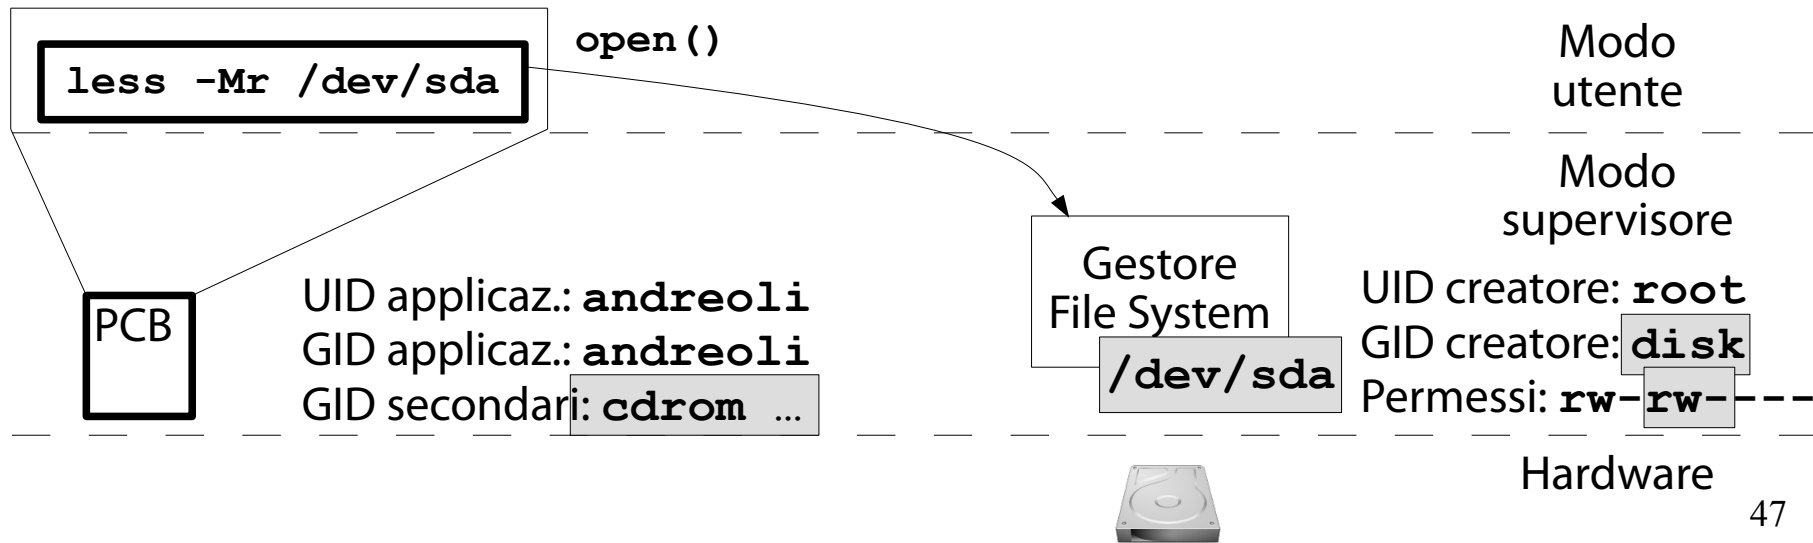 open()
less -Mr /dev/sda
Modo
utente
Modo
supervisore
PCB
UID applicaz.: andreoli
GID applicaz.: andreoli
GID secondari: cdrom ...
Gestore
File System
/dev/sda
UID creatore: root
GID creatore: disk
Permessi: rw-rw----
Hardware
47